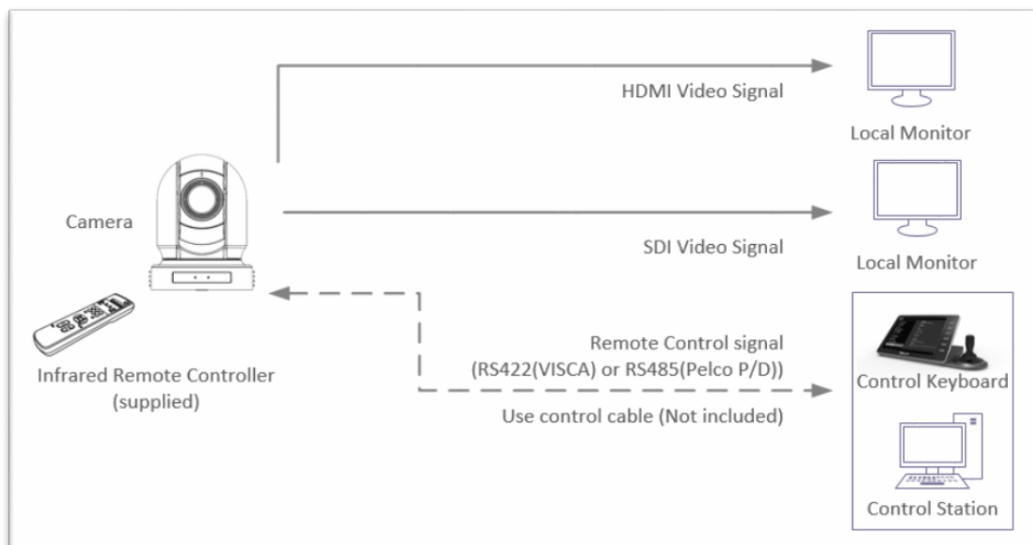 HDMI Video Signal
Local Monitor
Camera
SDI Video Signal
Local Monitor
Infrared Remote Controller
(supplied)
Remote Control signal
(RS422(VISCA) or RS485(Pelco P/D))
Use control cable (Not included)
Control Keyboard
Control Station